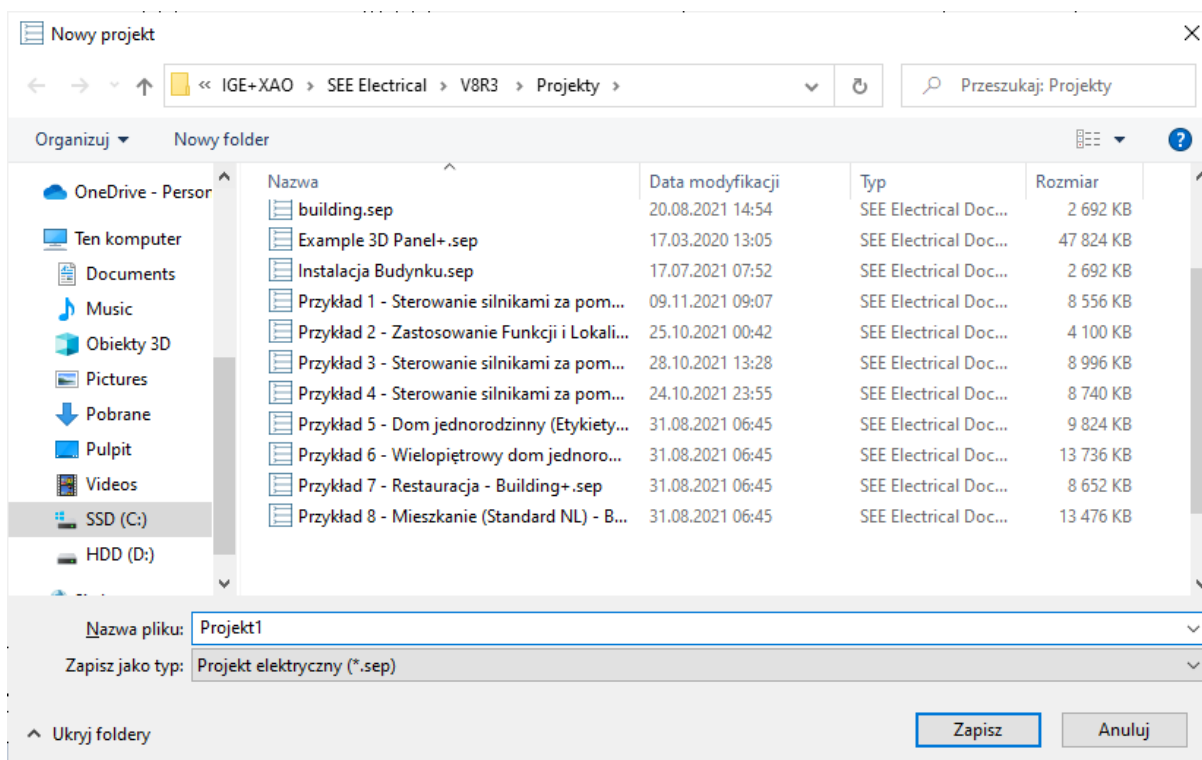 Nowy projekt
« IGE+XAO › SEE Electrical › V8R3 › Projekty ›
Przeszukaj: Projekty
Organizuj Nowy folder
Nazwa Data modyfikacji Typ Rozmiar
OneDrive - Person
Ten komputer
Documents
Music
Obiekty 3D
Pictures
Pobrane
Pulpit
Videos
SSD (C:)
HDD (D:)
building.sep 20.08.2021 14:54 SEE Electrical Doc... 2 692 KB
Example 3D Panel+.sep 17.03.2020 13:05 SEE Electrical Doc... 47 824 KB
Instalacja Budynku.sep 17.07.2021 07:52 SEE Electrical Doc... 2 692 KB
Przykład 1 - Sterowanie silnikami za pom... 09.11.2021 09:07 SEE Electrical Doc... 8 556 KB
Przykład 2 - Zastosowanie Funkcji i Lokali... 25.10.2021 00:42 SEE Electrical Doc... 4 100 KB
Przykład 3 - Sterowanie silnikami za pom... 28.10.2021 13:28 SEE Electrical Doc... 8 996 KB
Przykład 4 - Sterowanie silnikami za pom... 24.10.2021 23:55 SEE Electrical Doc... 8 740 KB
Przykład 5 - Dom jednorodzinny (Etykiety... 31.08.2021 06:45 SEE Electrical Doc... 9 824 KB
Przykład 6 - Wielopiętrowy dom jednoro... 31.08.2021 06:45 SEE Electrical Doc... 13 736 KB
Przykład 7 - Restauracja - Building+.sep 31.08.2021 06:45 SEE Electrical Doc... 8 652 KB
Przykład 8 - Mieszkanie (Standard NL) - B... 31.08.2021 06:45 SEE Electrical Doc... 13 476 KB
Nazwa pliku: Projekt1
Zapisz jako typ: Projekt elektryczny (*.sep)
Ukryj foldery
Zapisz Anuluj